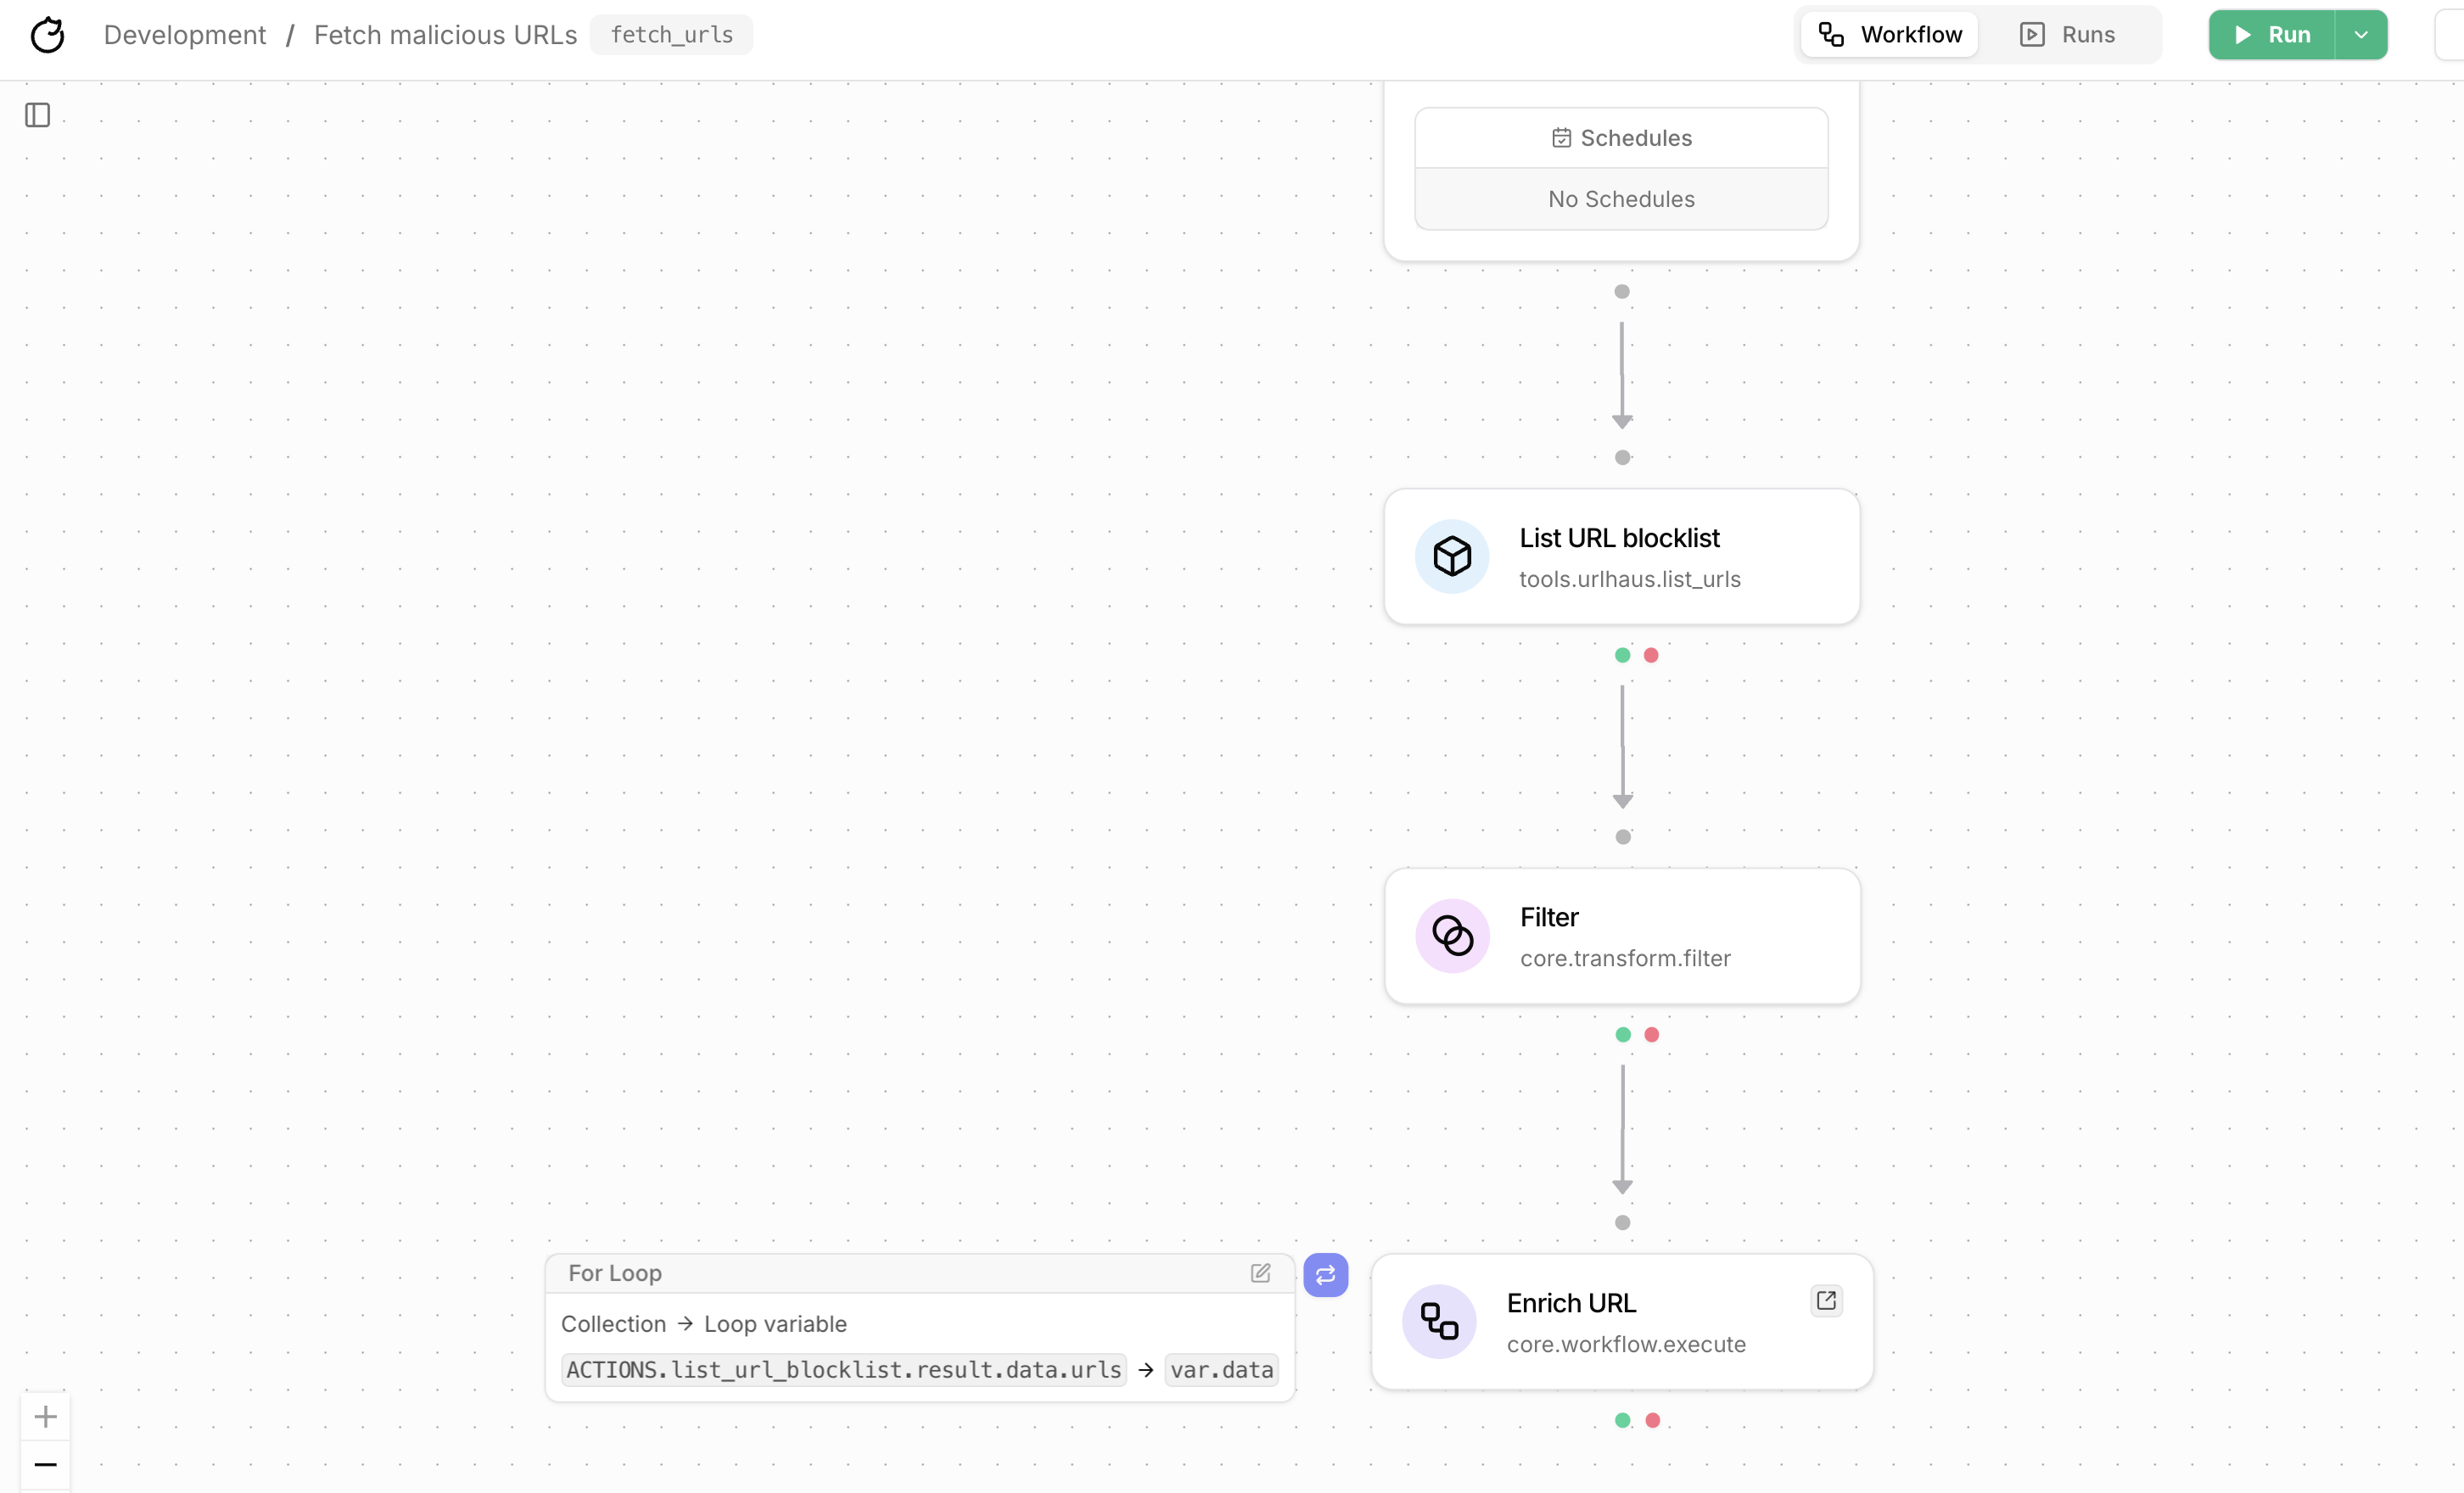 Development / Fetch malicious URLs fetch_urls
Workflow Runs Run
Schedules
No Schedules
List URL blocklist
tools.urlhaus.list_urls
Filter
core.transform.filter
For Loop
Collection → Loop variable
ACTIONS.list_url_blocklist.result.data.urls → var.data
Enrich URL
core.workflow.execute